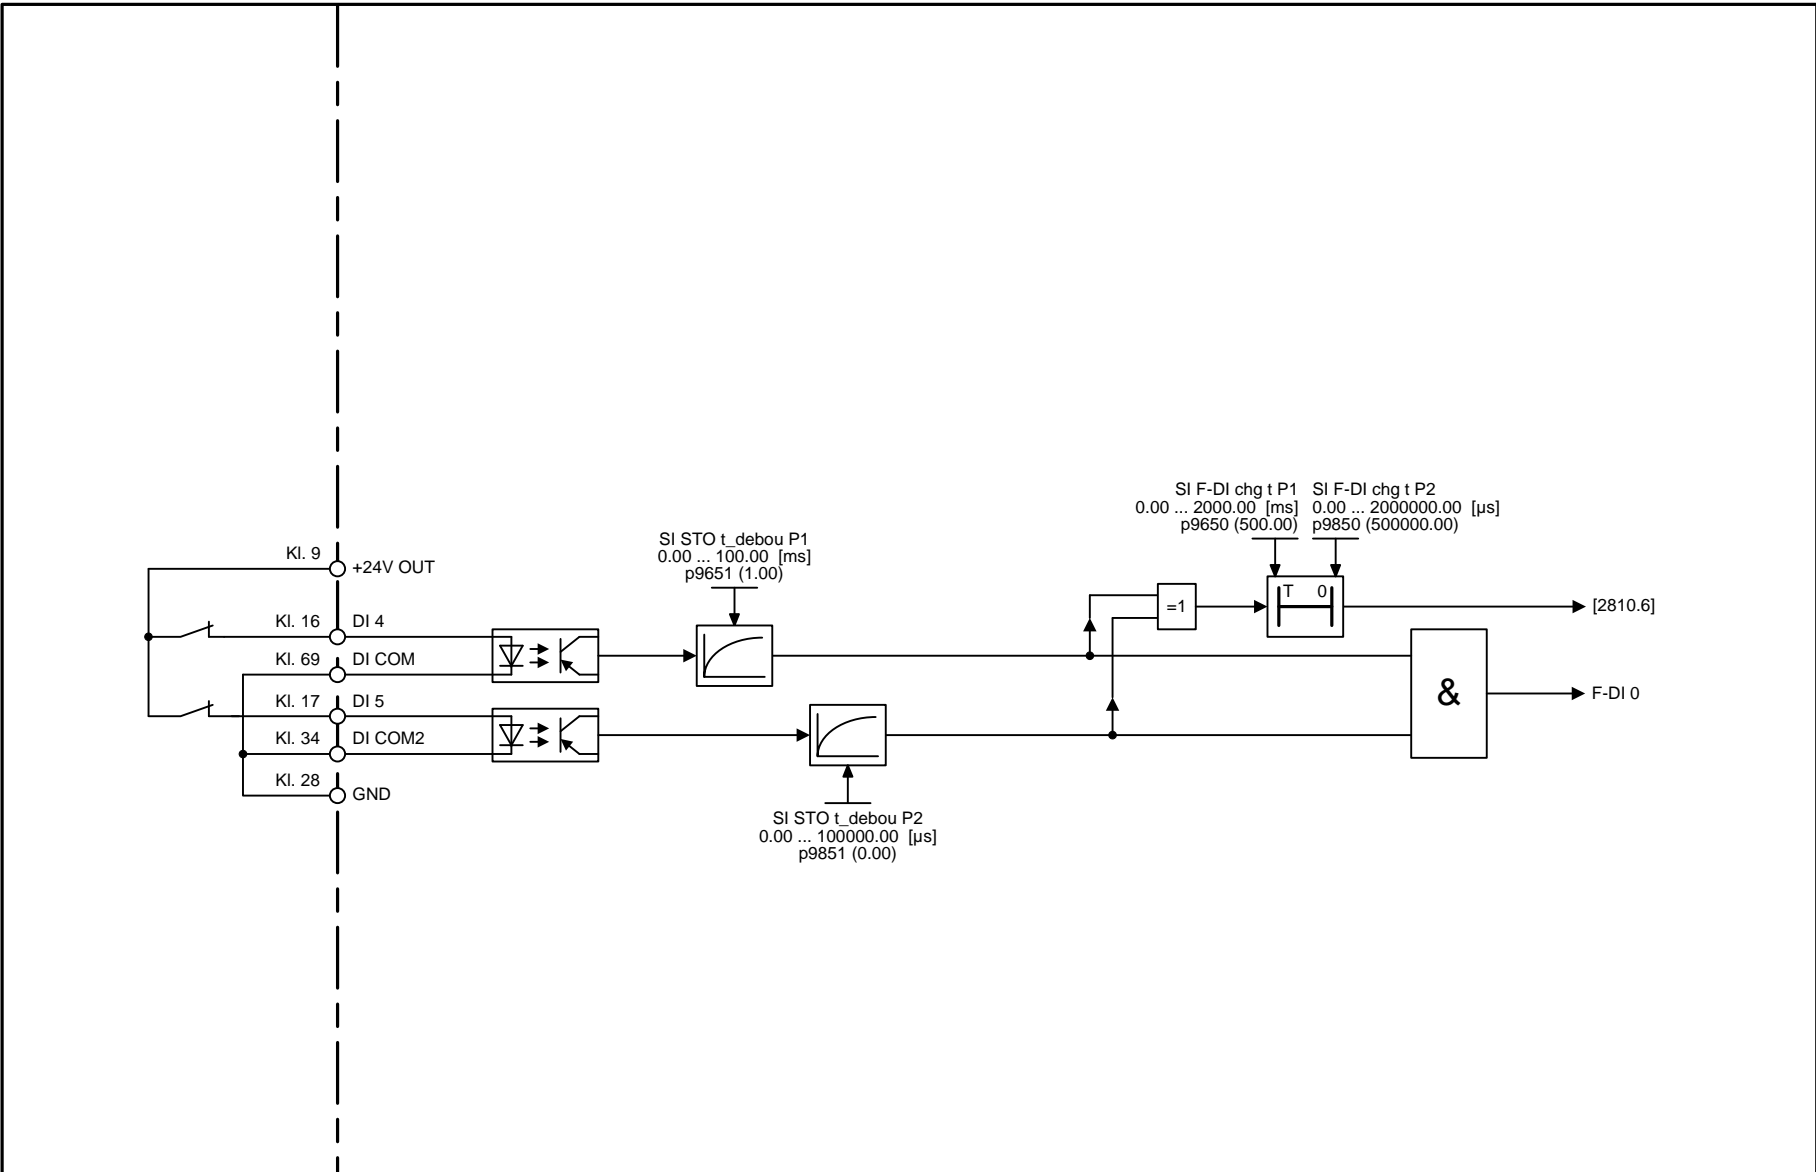 SI F-DI chg t P1
0.00 ... 2000.00 [ms]
p9650 (500.00)
SI F-DI chg t P2
0.00 ... 2000000.00 [µs]
p9850 (500000.00)
SI STO t_debou P1
0.00 ... 100.00 [ms]
p9651 (1.00)
Kl. 9
+24V OUT
T 0
=1
[2810.6]
Kl. 16
DI 4
Kl. 69
DI COM
&
F-DI 0
Kl. 17
DI 5
Kl. 34
DI COM2
Kl. 28
GND
SI STO t_debou P2
0.00 ... 100000.00 [µs]
p9851 (0.00)